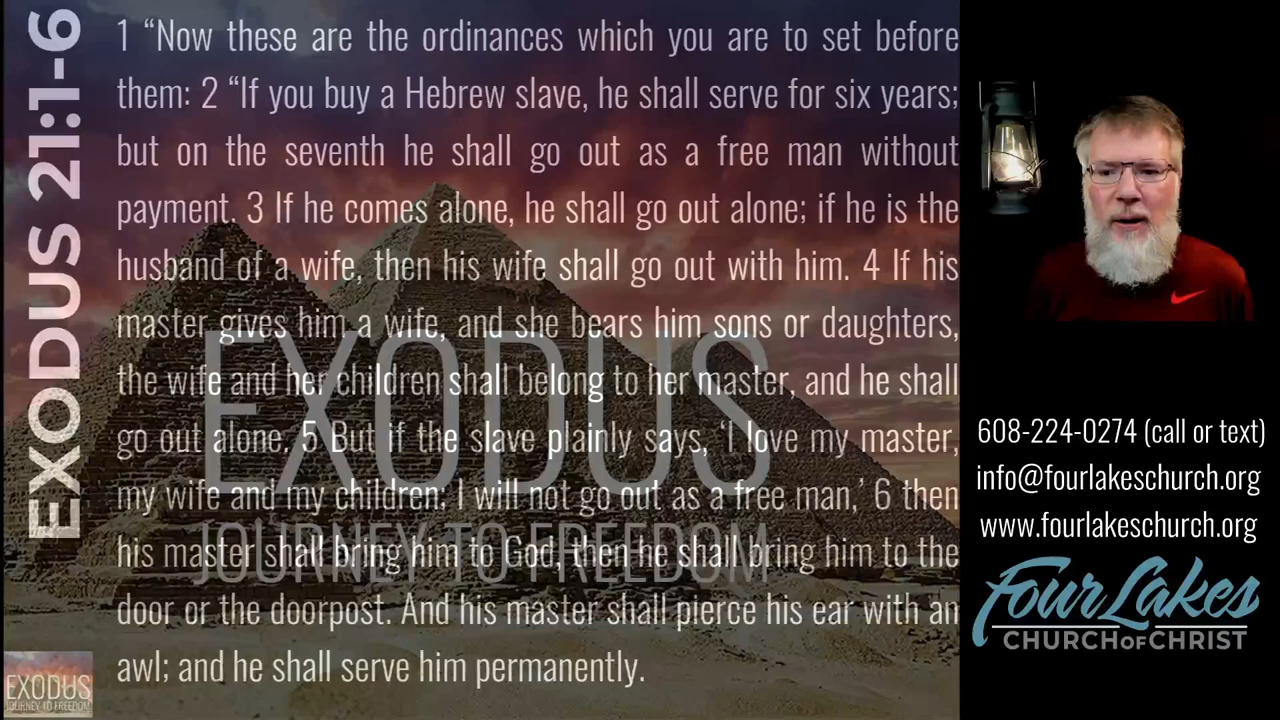 EXODUS 21:1-6
1 “Now these are the ordinances which you are to set before
them: 2 “If you buy a Hebrew slave, he shall serve for six years;
but on the seventh he shall go out as a free man without
payment. 3 If he comes alone, he shall go out alone; if he is the
husband of a wife, then his wife shall go out with him. 4 If his
master gives him a wife, and she bears him sons or daughters,
the wife and her children shall belong to her master, and he shall
go out alone. 5 But if the slave plainly says, ‘I love my master,
my wife and my children; I will not go out as a free man,’ 6 then
his master shall bring him to God, then he shall bring him to the
door or the doorpost. And his master shall pierce his ear with an
awl; and he shall serve him permanently.
EXODUS
JOURNEY TO FREEDOM
EXODUS
JOURNEY TO FREEDOM
608-224-0274 (call or text)
info@fourlakeschurch.org
www.fourlakeschurch.org
Four Lakes
CHURCH OF CHRIST